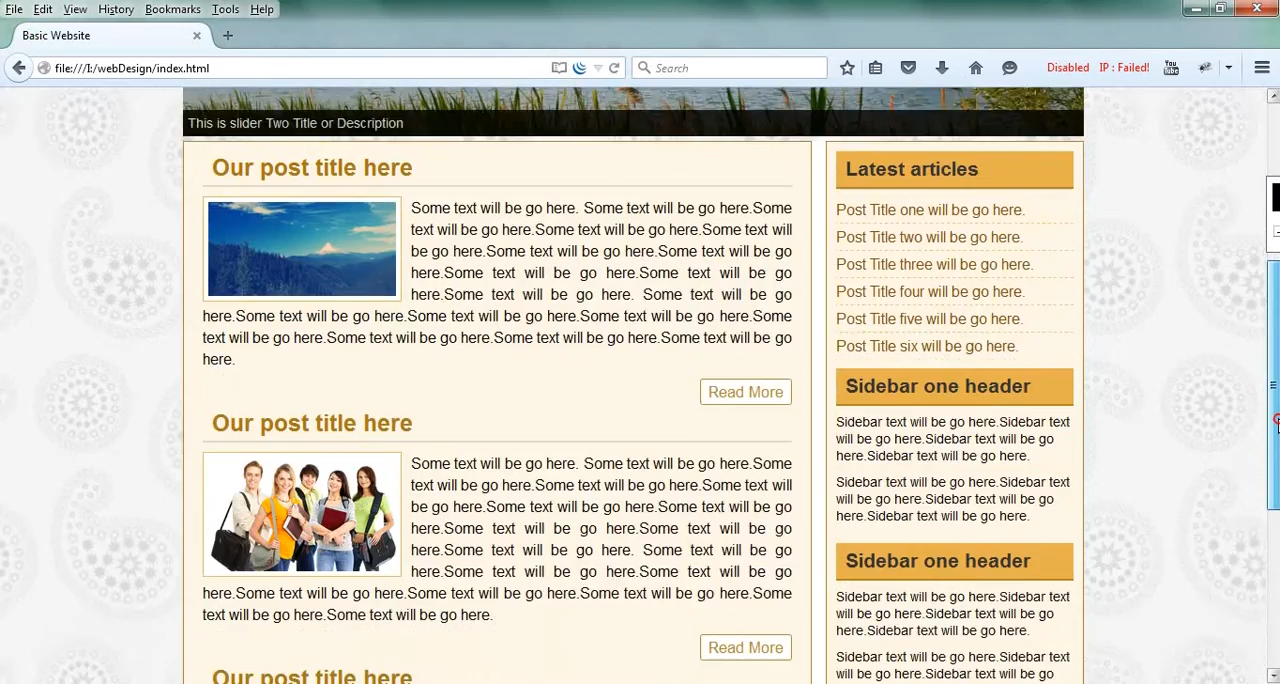 File Edit View History Bookmarks Tools Help
Basic Website
file:///I:/webDesign/index.html
Search
Disabled IP : Failed!
You Tube
This is slider Two Title or Description
Our post title here
Some text will be go here. Some text will be go here.Some
text will be go here.Some text will be go here.Some text will
be go here.Some text will be go here.Some text will be go
here.Some text will be go here.Some text will be go
here.Some text will be go here. Some text will be go
here.Some text will be go here.Some text will be go here.Some text will be go here.Some
text will be go here.Some text will be go here.Some text will be go here.Some text will be go
here.
Read More
Our post title here
Some text will be go here. Some text will be go here.Some
text will be go here.Some text will be go here.Some text will
be go here.Some text will be go here.Some text will be go
here.Some text will be go here.Some text will be go
here.Some text will be go here. Some text will be go
here.Some text will be go here.Some text will be go
here.Some text will be go here.Some text will be go here.Some text will be go here.Some
text will be go here.Some text will be go here.
Read More
Our post title here
Latest articles
Post Title one will be go here.
Post Title two will be go here.
Post Title three will be go here.
Post Title four will be go here.
Post Title five will be go here.
Post Title six will be go here.
Sidebar one header
Sidebar text will be go here.Sidebar text
will be go here.Sidebar text will be go
here.Sidebar text will be go here.
Sidebar text will be go here.Sidebar text
will be go here.Sidebar text will be go
here.Sidebar text will be go here.
Sidebar one header
Sidebar text will be go here.Sidebar text
will be go here.Sidebar text will be go
here.Sidebar text will be go here.
Sidebar text will be go here.Sidebar text
will be go here.Sidebar text will be go